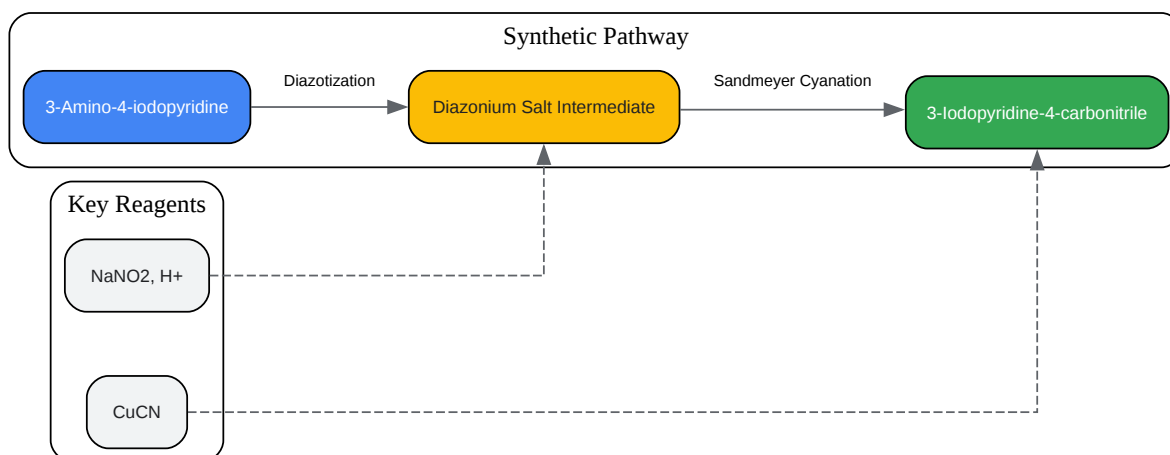 Synthetic Pathway
3-Amino-4-iodopyridine
Diazotization
Diazonium Salt Intermediate
Sandmeyer Cyanation
3-Iodopyridine-4-carbonitrile
Key Reagents
NaNO2, H+
CuCN